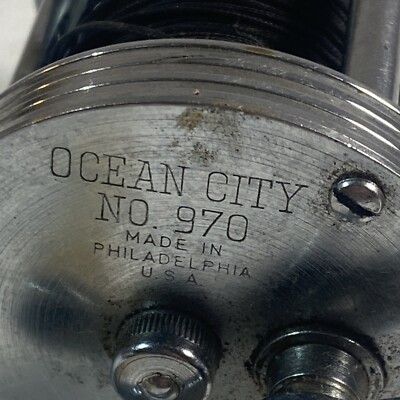 OCEAN CITY
NO. 970
MADE IN
PHILADELPHIA
U.S.A.